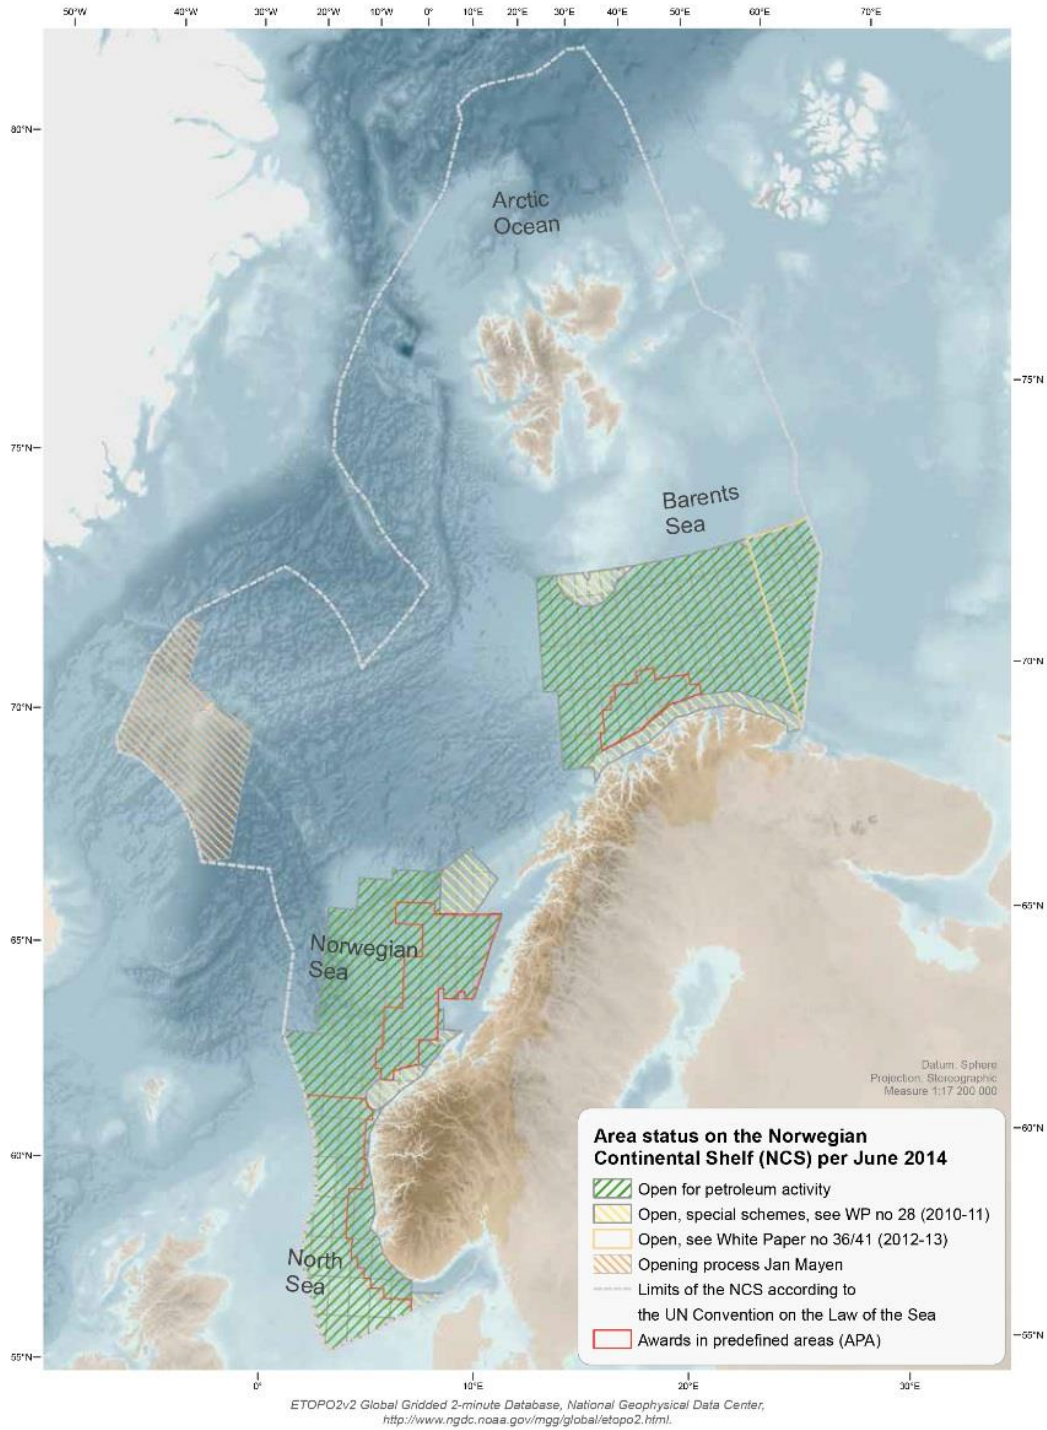 50°W 40°W 30°W 20°W 10°W 0° 10°E 20°E 30°E 40°E 50°E 60°E 70°E
80°N
Arctic
Ocean
75°N
75°N
Barents
Sea
70°N
70°N
65°N
65°N
Norwegian
Sea
Datum: Sphere
Projection: Stereographic
Measure 1:17 200 000
60°N
60°N
Area status on the Norwegian
Continental Shelf (NCS) per June 2014
Open for petroleum activity
Open, special schemes, see WP no 28 (2010-11)
Open, see White Paper no 36/41 (2012-13)
Opening process Jan Mayen
Limits of the NCS according to
the UN Convention on the Law of the Sea
Awards in predefined areas (APA)
North
Sea
55°N
55°N
0° 10°E 20°E 30°E
ETOPO2v2 Global Gridded 2-minute Database, National Geophysical Data Center,
http://www.ngdc.noaa.gov/mgg/global/etopo2.html.